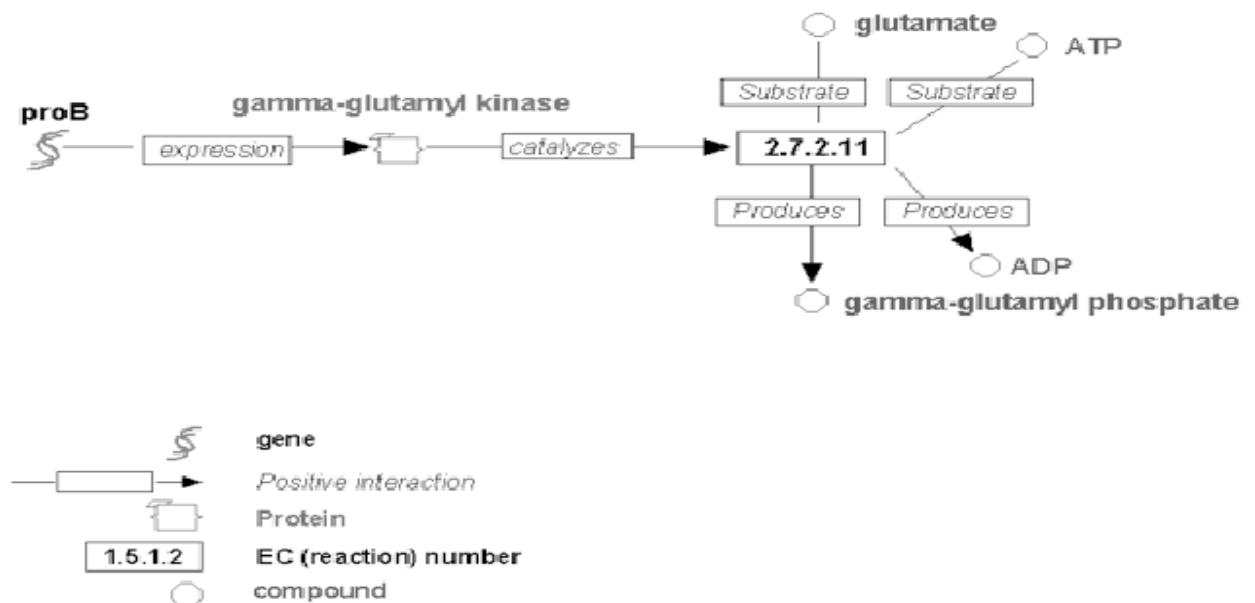 glutamate
ATP
Substrate
Substrate
proB
gamma-glutamyl kinase
expression
catalyzes
2.7.2.11
Produces
Produces
ADP
gamma-glutamyl phosphate
gene
Positive interaction
Protein
1.5.1.2 EC (reaction) number
compound